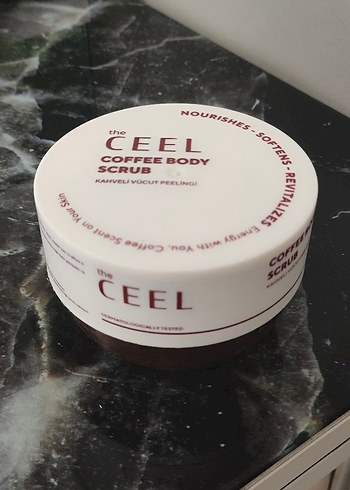 the
CEEL
COFFEE BODY
SCRUB
KAHVELİ VÜCUT PEELİNGİ
NOURISHES - SOFTENS - REVITALIZES
Energy with You, Coffee Scent on Your Skin
the
CEEL
DERMATOLOGICALLY TESTED
COFFEE
SCRUB